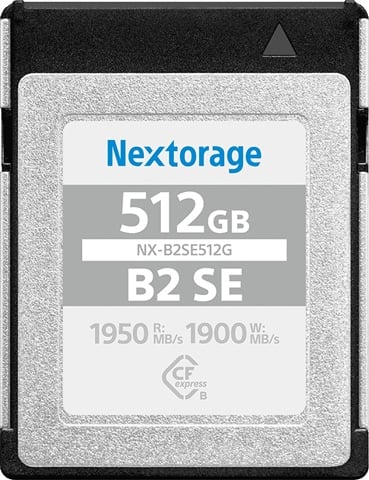 Nextorage
512GB
NX-B2SE512G
B2 SE
1950 R: MB/s 1900 W: MB/s
CF
express
B